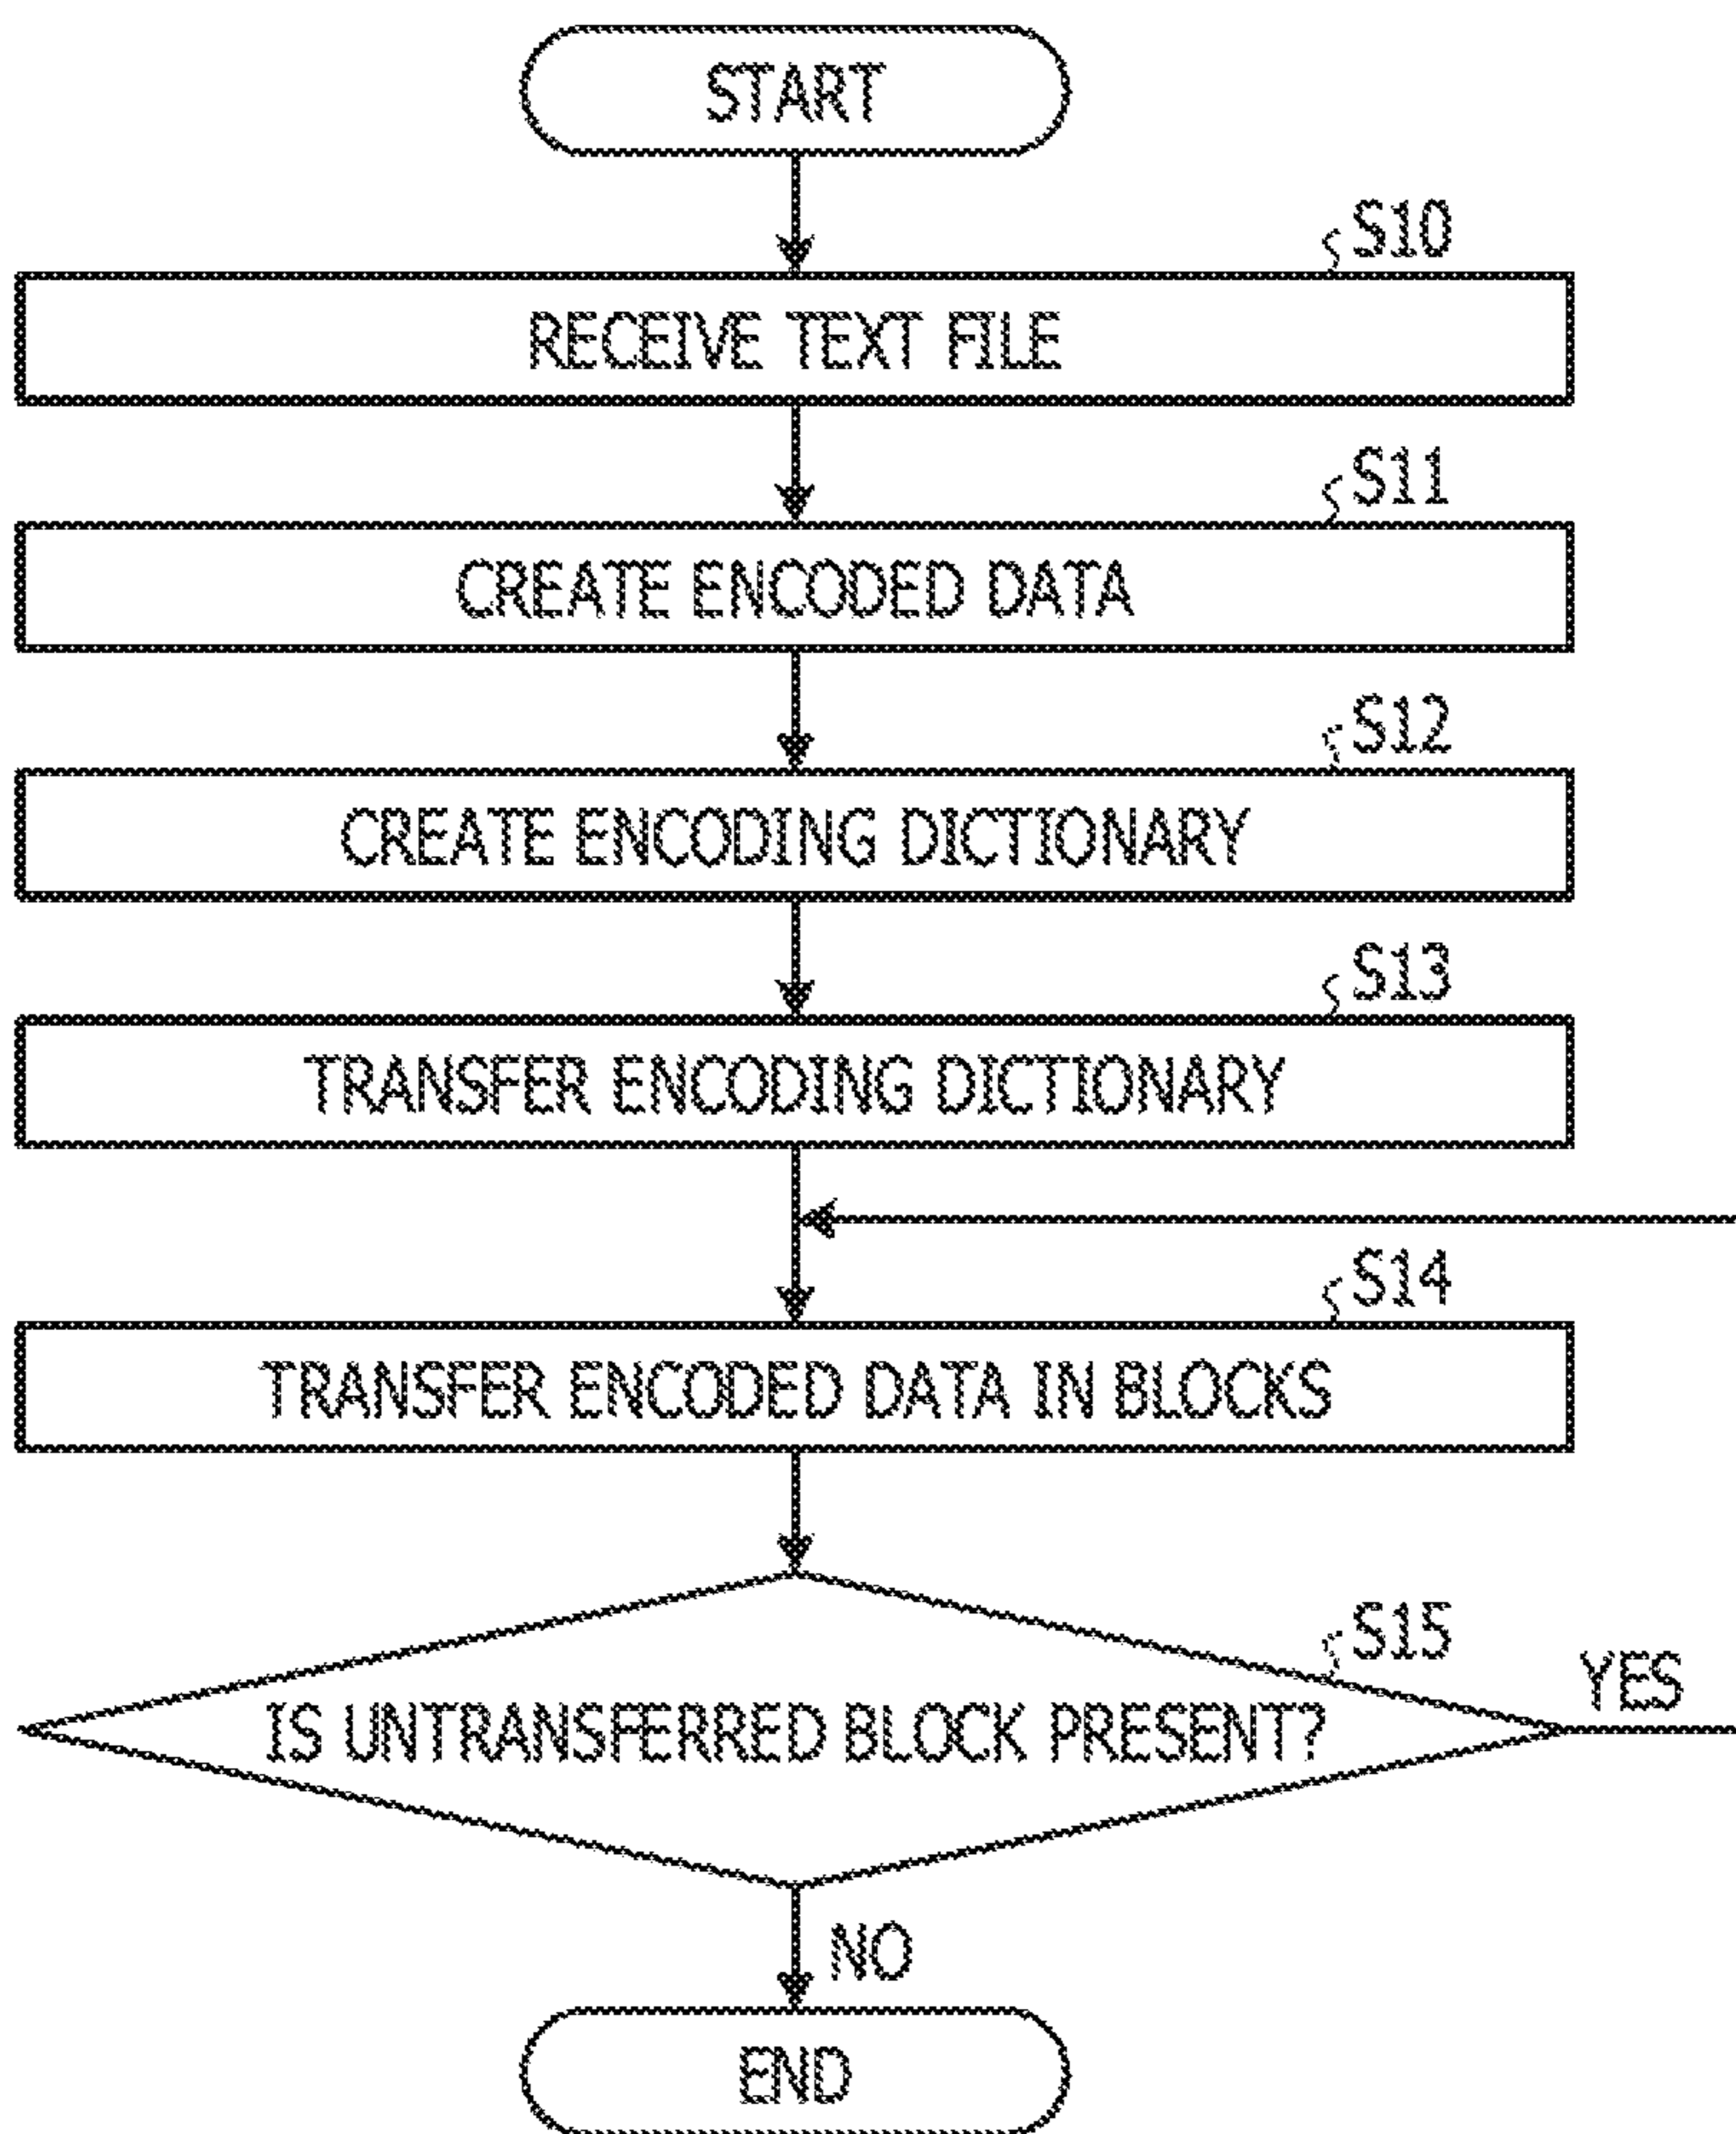 START
S10
RECEIVE TEXT FILE
S11
CREATE ENCODED DATA
S12
CREATE ENCODING DICTIONARY
S13
TRANSFER ENCODING DICTIONARY
S14
TRANSFER ENCODED DATA IN BLOCKS
S15
YES
IS UNTRANSFERRED BLOCK PRESENT?
NO
END